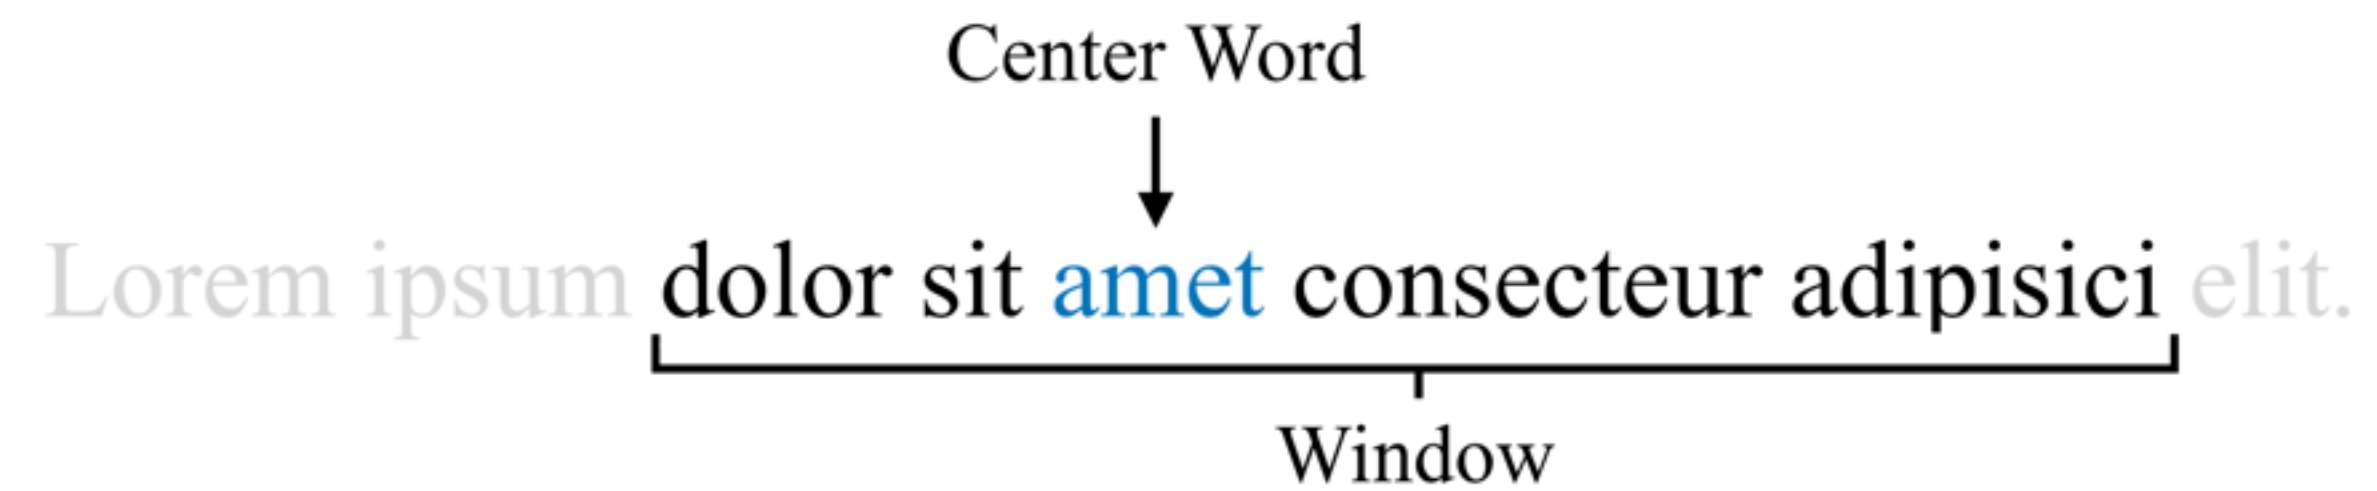 Center Word
Lorem ipsum dolor sit amet consecteur adipisici elit.
Window